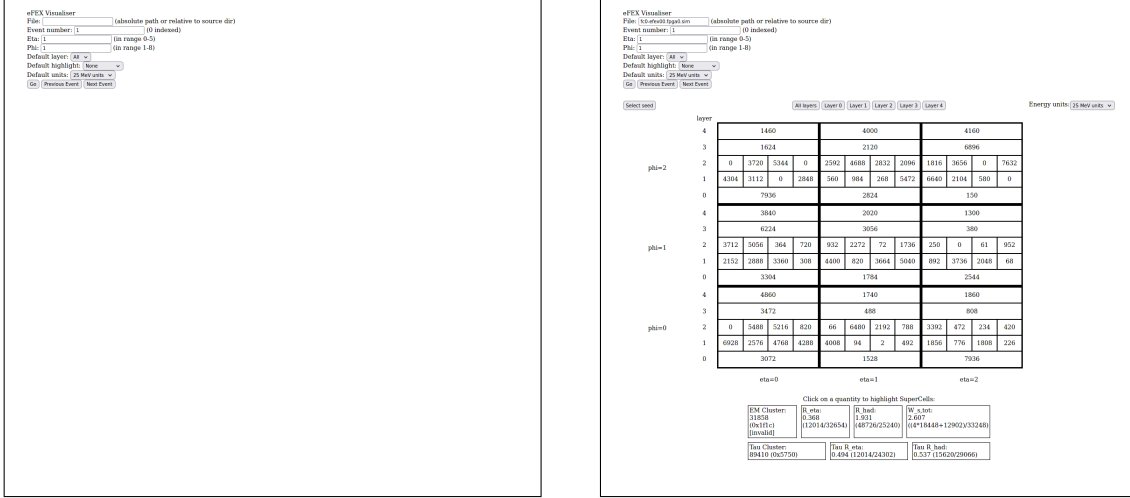 eFEX Visualiser
File: (absolute path or relative to source dir)
Event number: 1 (0 indexed)
Eta: 1 (in range 0-5)
Phi: 1 (in range 1-8)
Default layer: All
Default highlight: None
Default units: 25 MeV units
Go Previous Event Next Event
eFEX Visualiser
File: fc0-efex00.fpga0.sim (absolute path or relative to source dir)
Event number: 1 (0 indexed)
Eta: 1 (in range 0-5)
Phi: 1 (in range 1-8)
Default layer: All
Default highlight: None
Default units: 25 MeV units
Go Previous Event Next Event
Select seed All layers Layer 0 Layer 1 Layer 2 Layer 3 Layer 4 Energy units: 25 MeV units
layer
4 1460 4000 4160
3 1624 2120 6896
phi=2
2 0 3720 5344 0 2592 4688 2832 2096 1816 3656 0 7632
1 4304 3112 0 2848 560 984 268 5472 6640 2104 580 0
0 7936 2824 150
4 3840 2020 1300
3 6224 3056 380
phi=1
2 3712 5056 364 720 932 2272 72 1736 250 0 61 952
1 2152 2888 3360 308 4400 820 3664 5040 892 3736 2048 68
0 3304 1784 2544
4 4860 1740 1860
3 3472 488 808
phi=0
2 0 5488 5216 820 66 6480 2192 788 3392 472 234 420
1 6928 2576 4768 4288 4008 94 2 492 1856 776 1808 226
0 3072 1528 7936
eta=0 eta=1 eta=2
Click on a quantity to highlight SuperCells:
EM Cluster:
31858
(0x1f1c)
[invalid]
R_eta:
0.368
(12014/32654)
R_had:
1.931
(48726/25240)
W_s,tot:
2.607
((4*18448+12902)/33248)
Tau Cluster:
89410 (0x5750)
Tau R_eta:
0.494 (12014/24302)
Tau R_had:
0.537 (15620/29066)